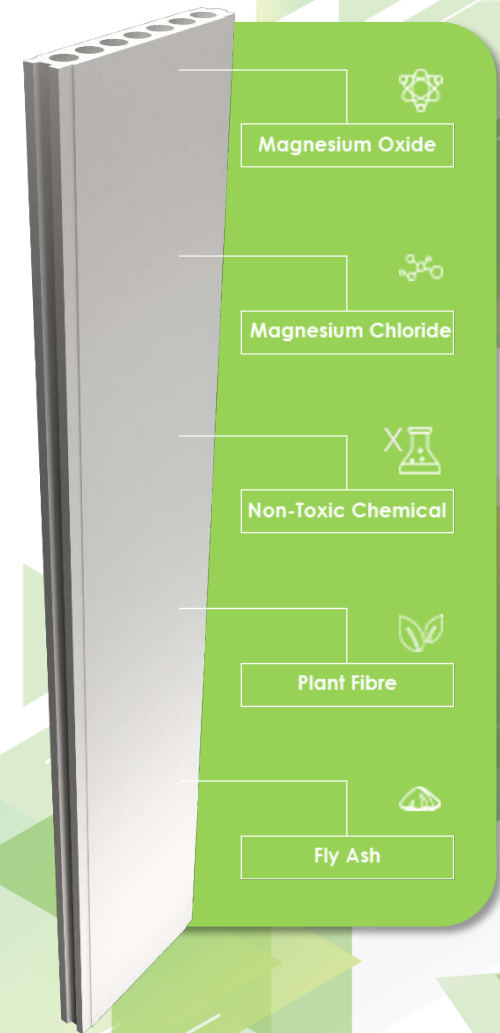 Magnesium Oxide
Magnesium Chloride
X
Non-Toxic Chemical
Plant Fibre
Fly Ash